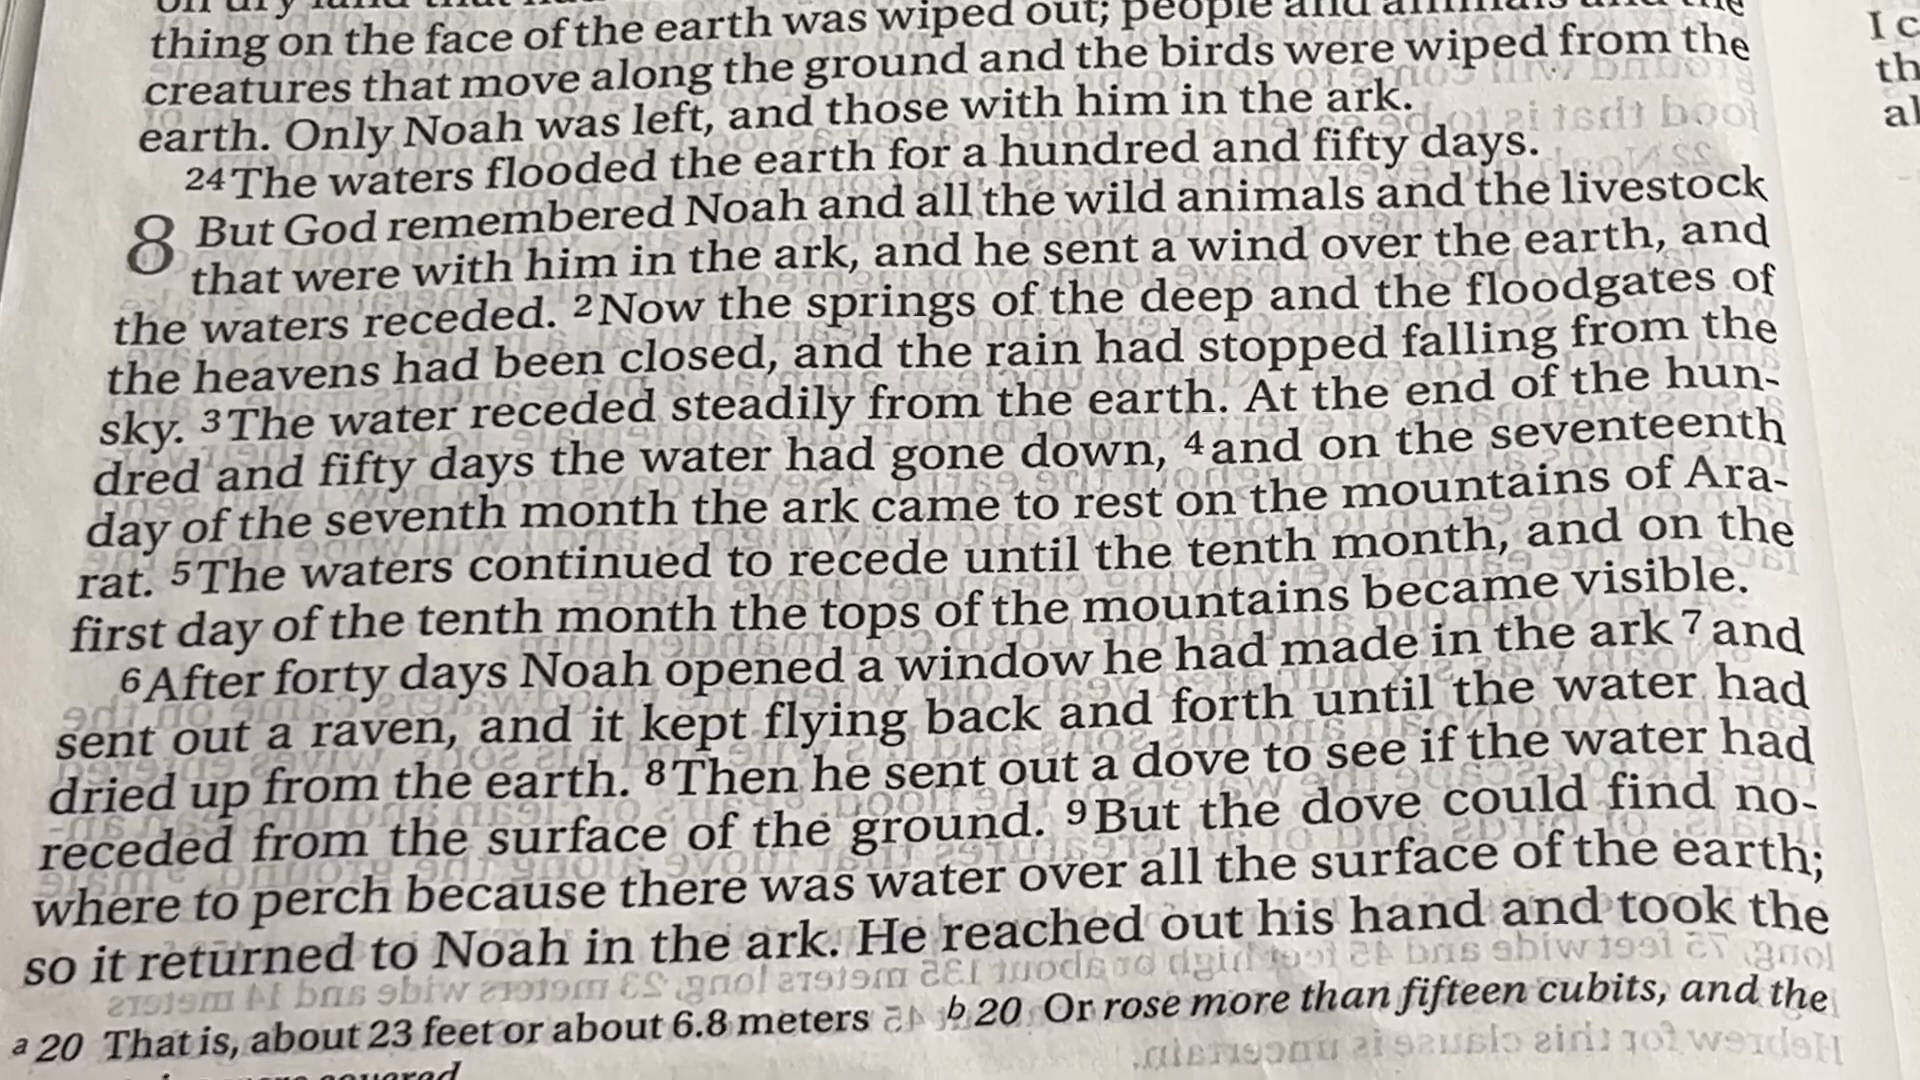 thing on the face of the earth was wiped out; people and animals and the
creatures that move along the ground and the birds were wiped from the
earth. Only Noah was left, and those with him in the ark.
24 The waters flooded the earth for a hundred and fifty days.
8 But God remembered Noah and all the wild animals and the livestock
that were with him in the ark, and he sent a wind over the earth, and
the waters receded. 2 Now the springs of the deep and the floodgates of
the heavens had been closed, and the rain had stopped falling from the
sky. 3 The water receded steadily from the earth. At the end of the hun-
dred and fifty days the water had gone down, 4 and on the seventeenth
day of the seventh month the ark came to rest on the mountains of Ara-
rat. 5 The waters continued to recede until the tenth month, and on the
first day of the tenth month the tops of the mountains became visible.
6 After forty days Noah opened a window he had made in the ark 7 and
sent out a raven, and it kept flying back and forth until the water had
dried up from the earth. 8 Then he sent out a dove to see if the water had
receded from the surface of the ground. 9 But the dove could find no-
where to perch because there was water over all the surface of the earth;
so it returned to Noah in the ark. He reached out his hand and took the
a 20 That is, about 23 feet or about 6.8 meters b 20 Or rose more than fifteen cubits, and the
covered
I c
th
al